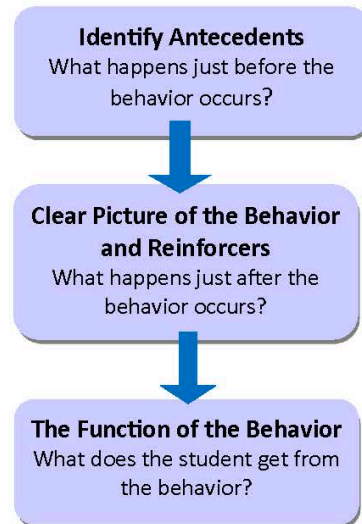 Identify Antecedents
What happens just before the
behavior occurs?
Clear Picture of the Behavior
and Reinforcers
What happens just after the
behavior occurs?
The Function of the Behavior
What does the student get from
the behavior?